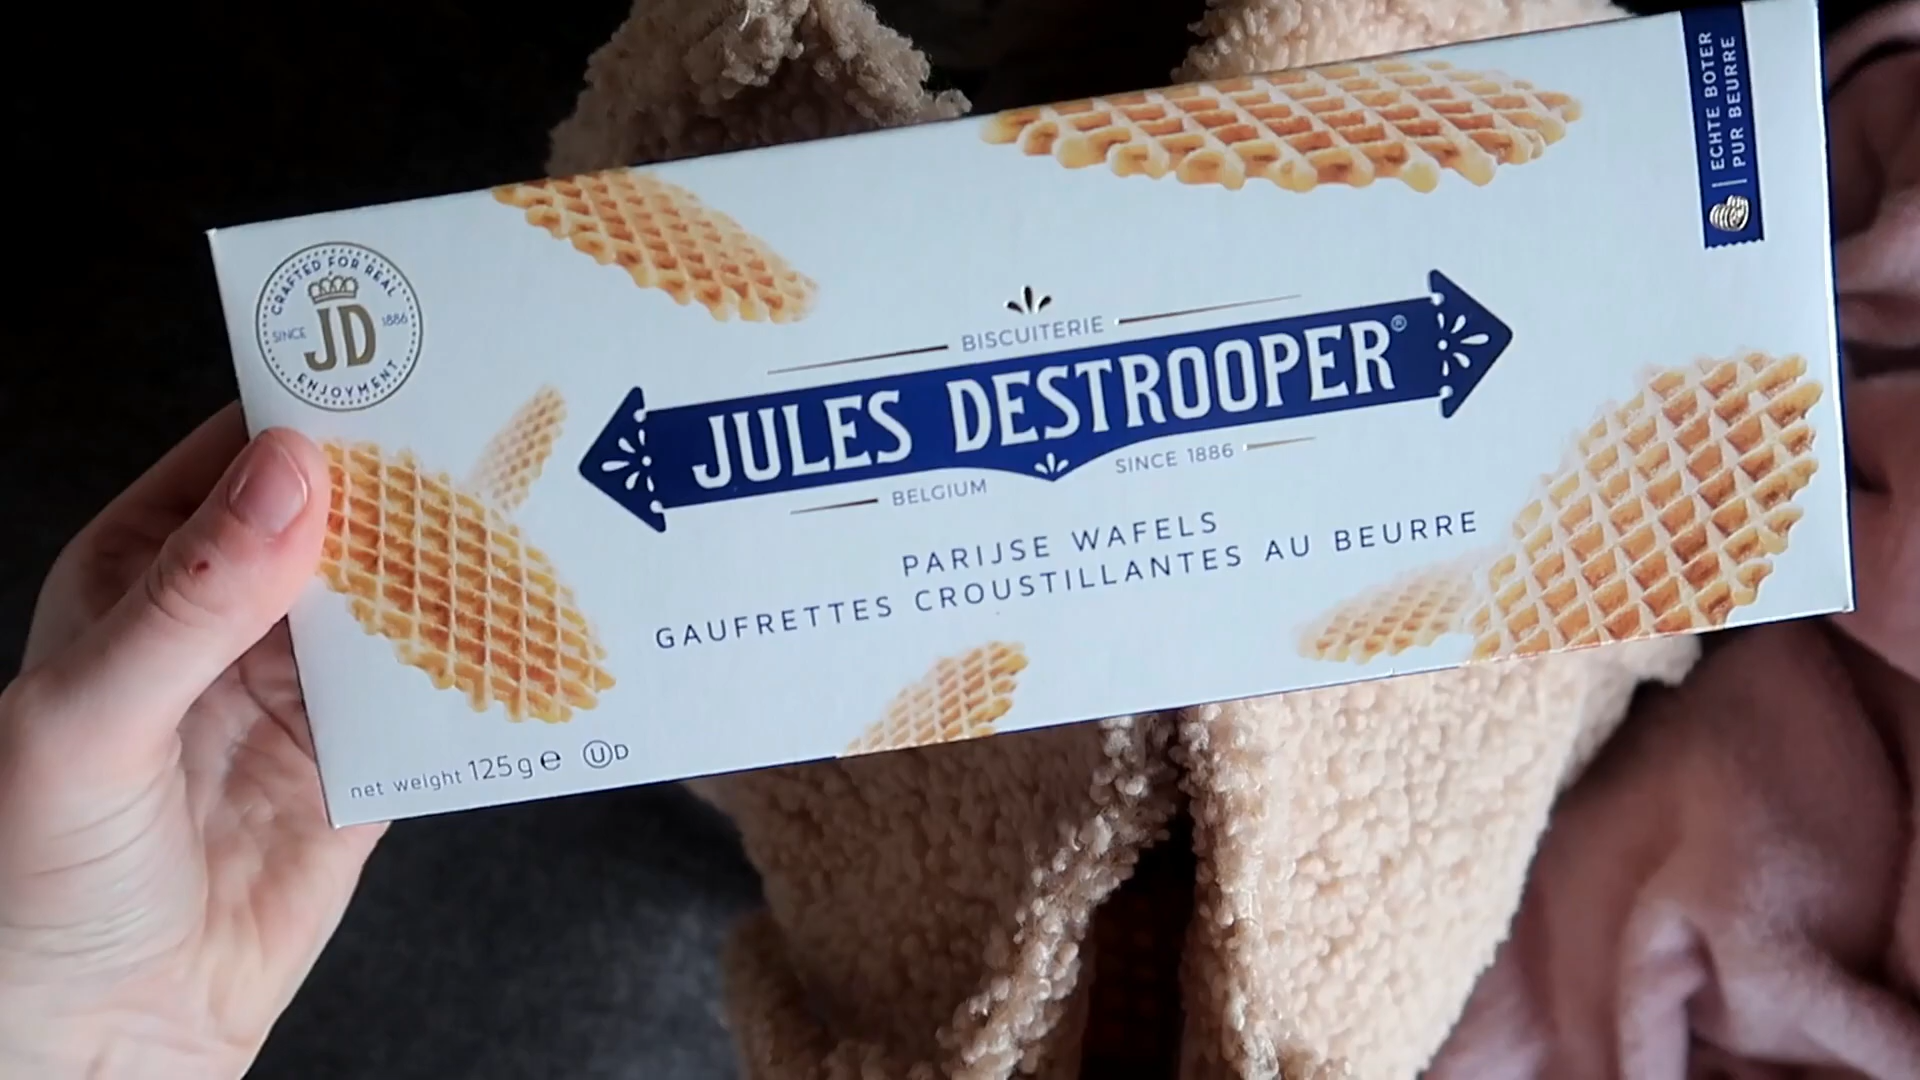 CRAFTED FOR REAL
SINCE JD 1886
ENJOYMENT
BISCUITERIE
JULES DESTROOPER®
BELGIUM SINCE 1886
PARIJSE WAFELS
GAUFRETTES CROUSTILLANTES AU BEURRE
net weight 125g ℮ ⓊD
ECHTE BOTER
PUR BEURRE